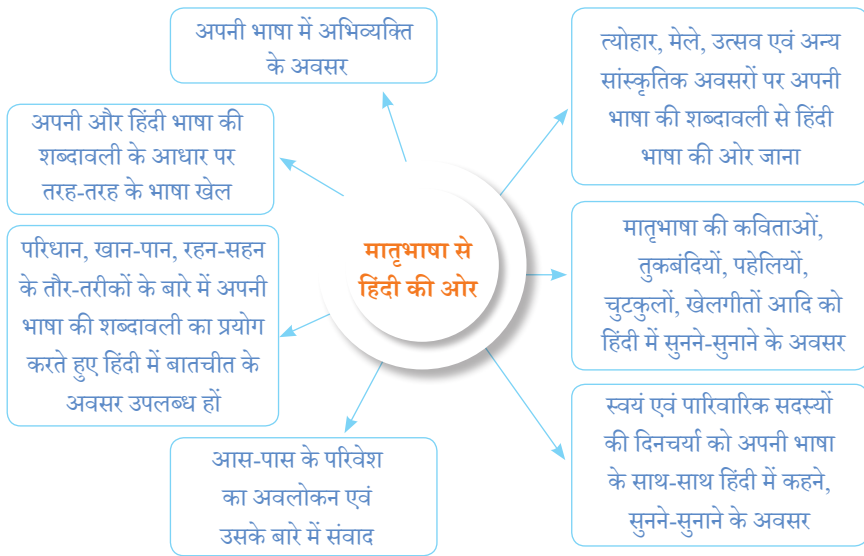 अपनी भाषा में अभिव्यक्ति
के अवसर
त्योहार, मेले, उत्सव एवं अन्य
सांस्कृतिक अवसरों पर अपनी
भाषा की शब्दावली से हिंदी
भाषा की ओर जाना
अपनी और हिंदी भाषा की
शब्दावली के आधार पर
तरह-तरह के भाषा खेल
मातृभाषा से
हिंदी की ओर
मातृभाषा की कविताओं,
तुकबंदियों, पहेलियों,
चुटकुलों, खेलगीतों आदि को
हिंदी में सुनने-सुनाने के अवसर
परिधान, खान-पान, रहन-सहन
के तौर-तरीकों के बारे में अपनी
भाषा की शब्दावली का प्रयोग
करते हुए हिंदी में बातचीत के
अवसर उपलब्ध हों
स्वयं एवं पारिवारिक सदस्यों
की दिनचर्या को अपनी भाषा
के साथ-साथ हिंदी में कहने,
सुनने-सुनाने के अवसर
आस-पास के परिवेश
का अवलोकन एवं
उसके बारे में संवाद